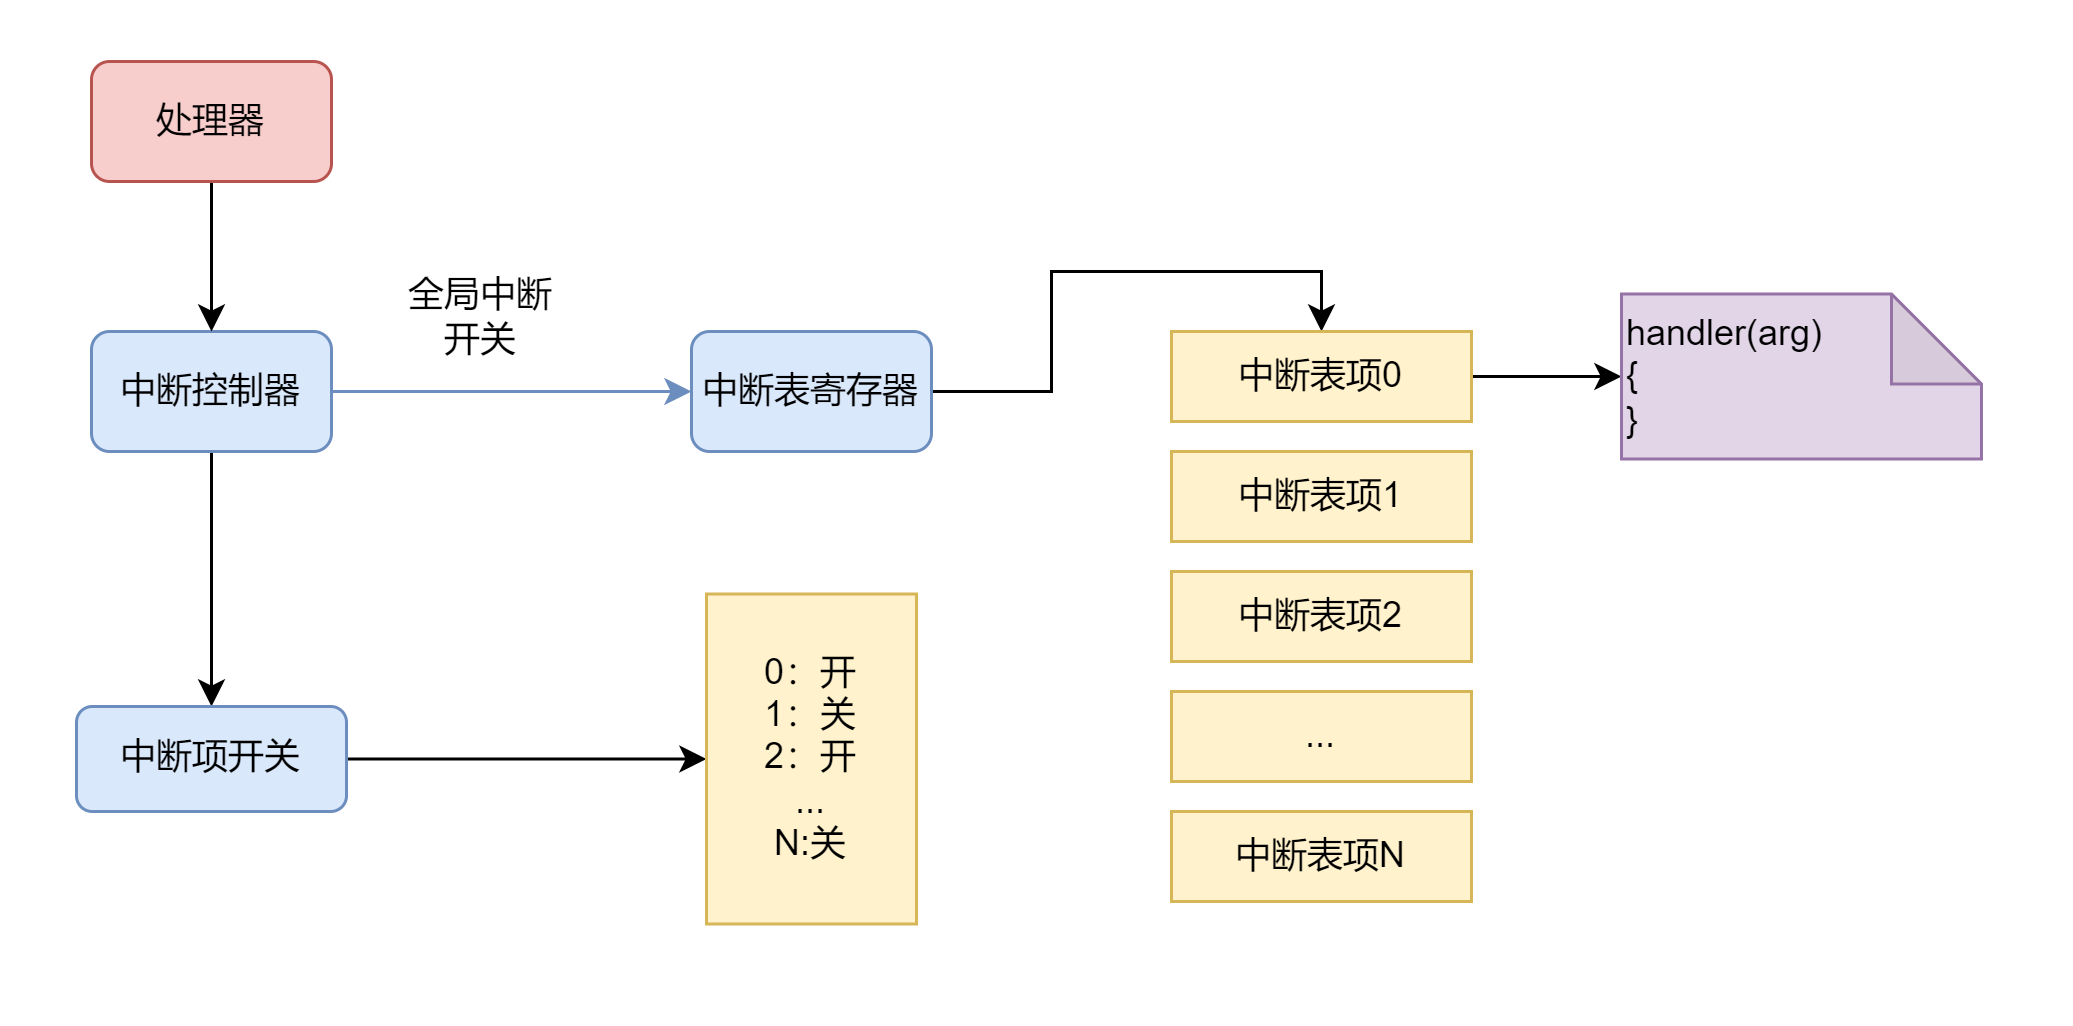 处理器
全局中断
开关
中断控制器
中断表寄存器
中断表项0
handler(arg)
{
}
中断表项1
中断表项2
...
中断表项N
中断项开关
0：开
1：关
2：开
...
N:关